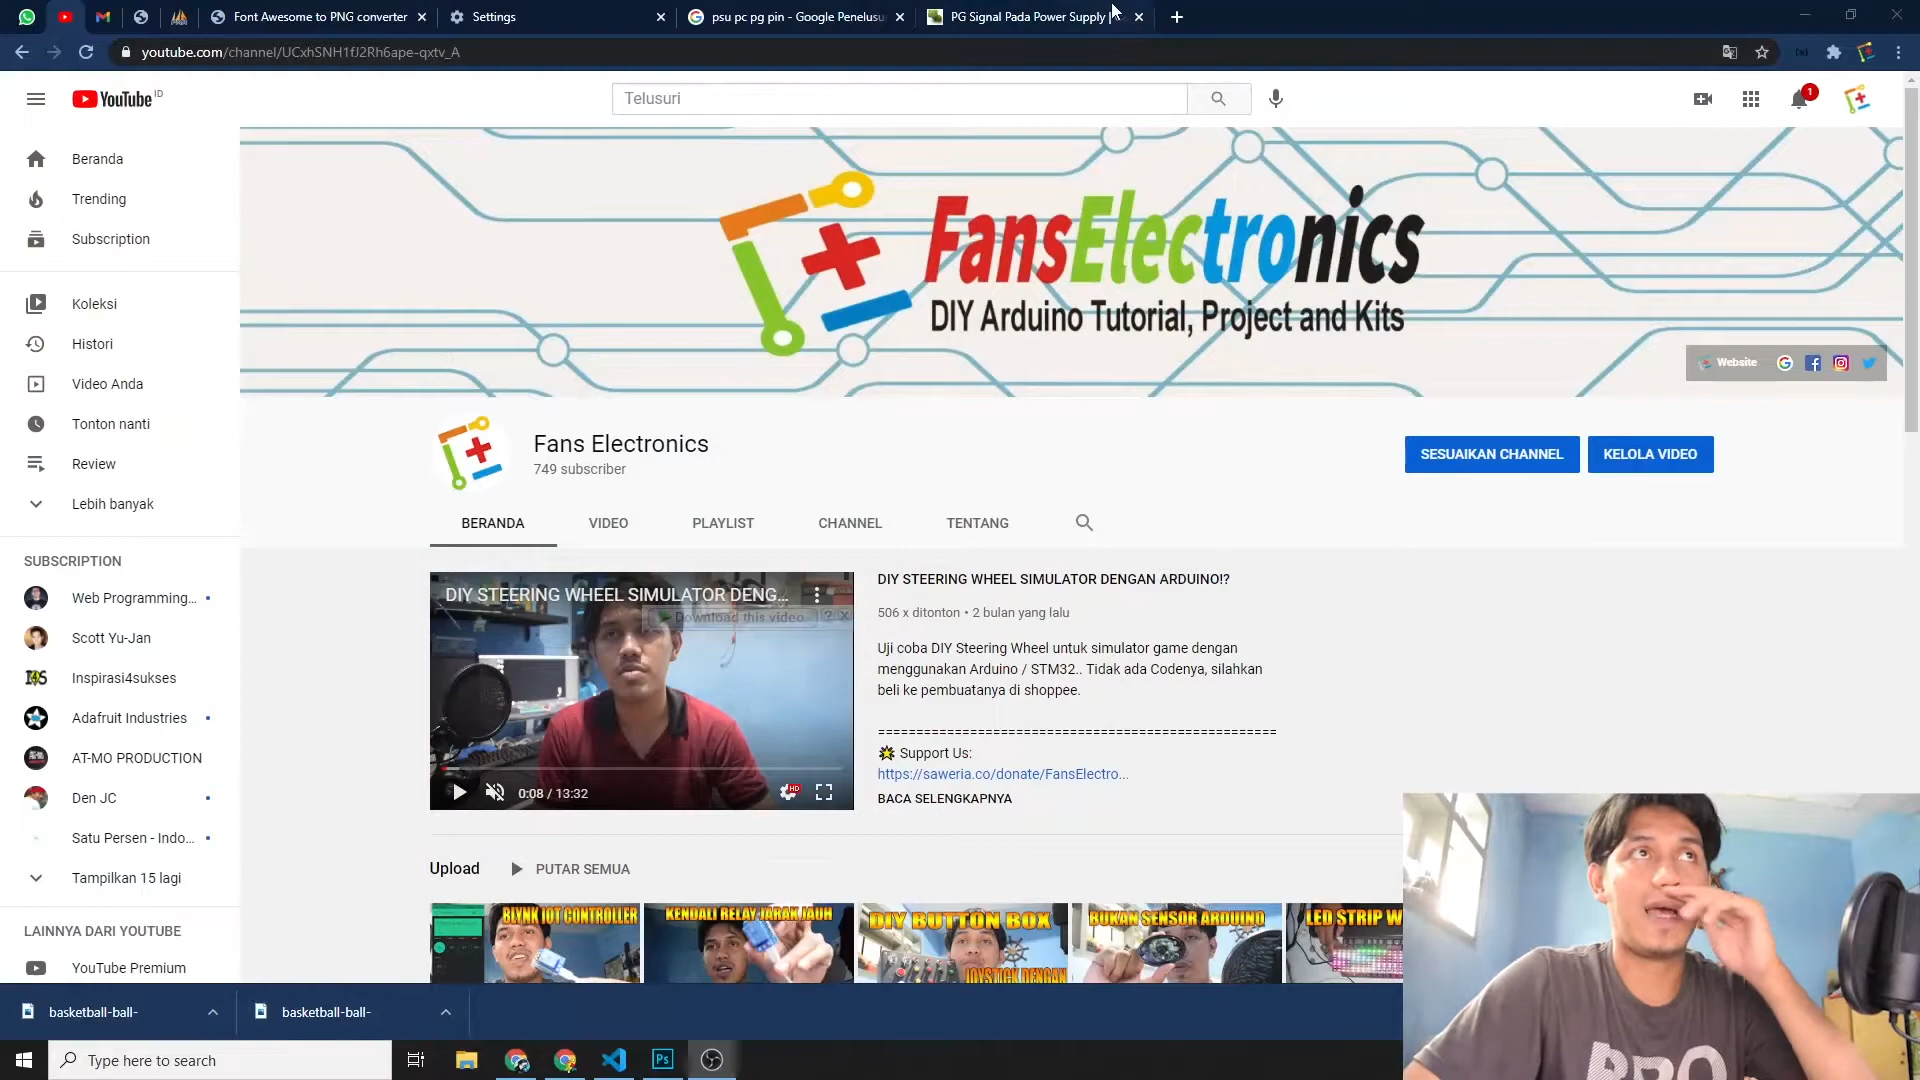 Font Awesome to PNG converter
Settings
psu pc pg pin - Google Penelusu
PG Signal Pada Power Supply |
youtube.com/channel/UCxhSNH1fJ2Rh6ape-qxtv_A
YouTube ID
Telusuri
1
Beranda
Trending
Subscription
Koleksi
Histori
Video Anda
Tonton nanti
Review
Lebih banyak
SUBSCRIPTION
Web Programming...
Scott Yu-Jan
Inspirasi4sukses
Adafruit Industries
AT-MO PRODUCTION
Den JC
Satu Persen - Indo...
Tampilkan 15 lagi
LAINNYA DARI YOUTUBE
YouTube Premium
FansElectronics
DIY Arduino Tutorial, Project and Kits
Website
Fans Electronics
749 subscriber
SESUAIKAN CHANNEL
KELOLA VIDEO
BERANDA
VIDEO
PLAYLIST
CHANNEL
TENTANG
DIY STEERING WHEEL SIMULATOR DENG...
Download this video ? X
0:08 / 13:32
HD
DIY STEERING WHEEL SIMULATOR DENGAN ARDUINO!?
506 x ditonton • 2 bulan yang lalu
Uji coba DIY Steering Wheel untuk simulator game dengan
menggunakan Arduino / STM32.. Tidak ada Codenya, silahkan
beli ke pembuatanya di shoppee.
==================================================
Support Us:
https://saweria.co/donate/FansElectro...
BACA SELENGKAPNYA
Upload
PUTAR SEMUA
BLYNK IOT CONTROLLER
KENDALI RELAY JARAK JAUH
DIY BUTTON BOX
JOYSTICK DENGAN
BUKAN SENSOR ARDUINO
LED STRIP W
basketball-ball-
basketball-ball-
Type here to search
Ps